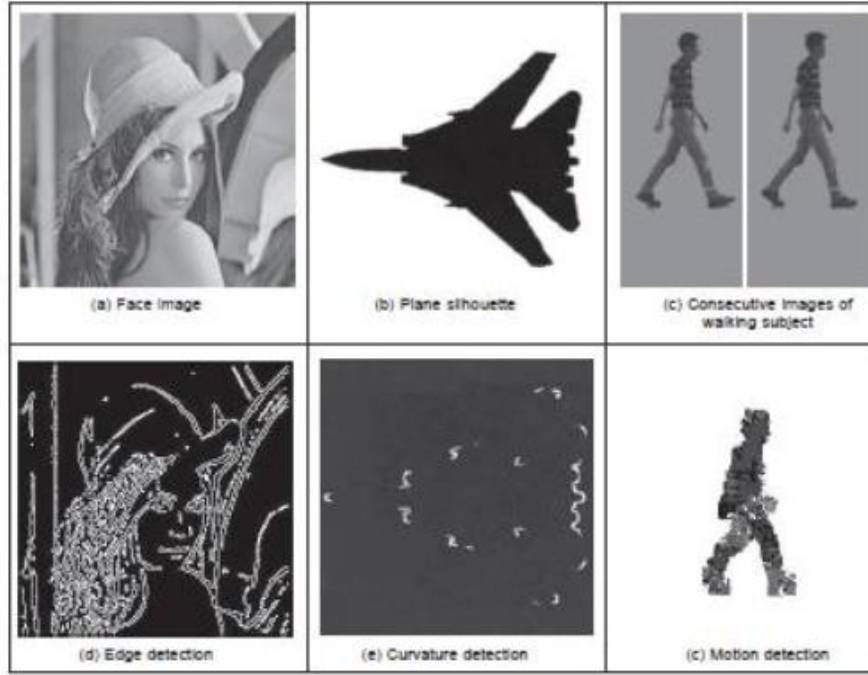 (a) Face image
(b) Plane silhouette
(c) Consecutive images of
walking subject
(d) Edge detection
(e) Curvature detection
(c) Motion detection